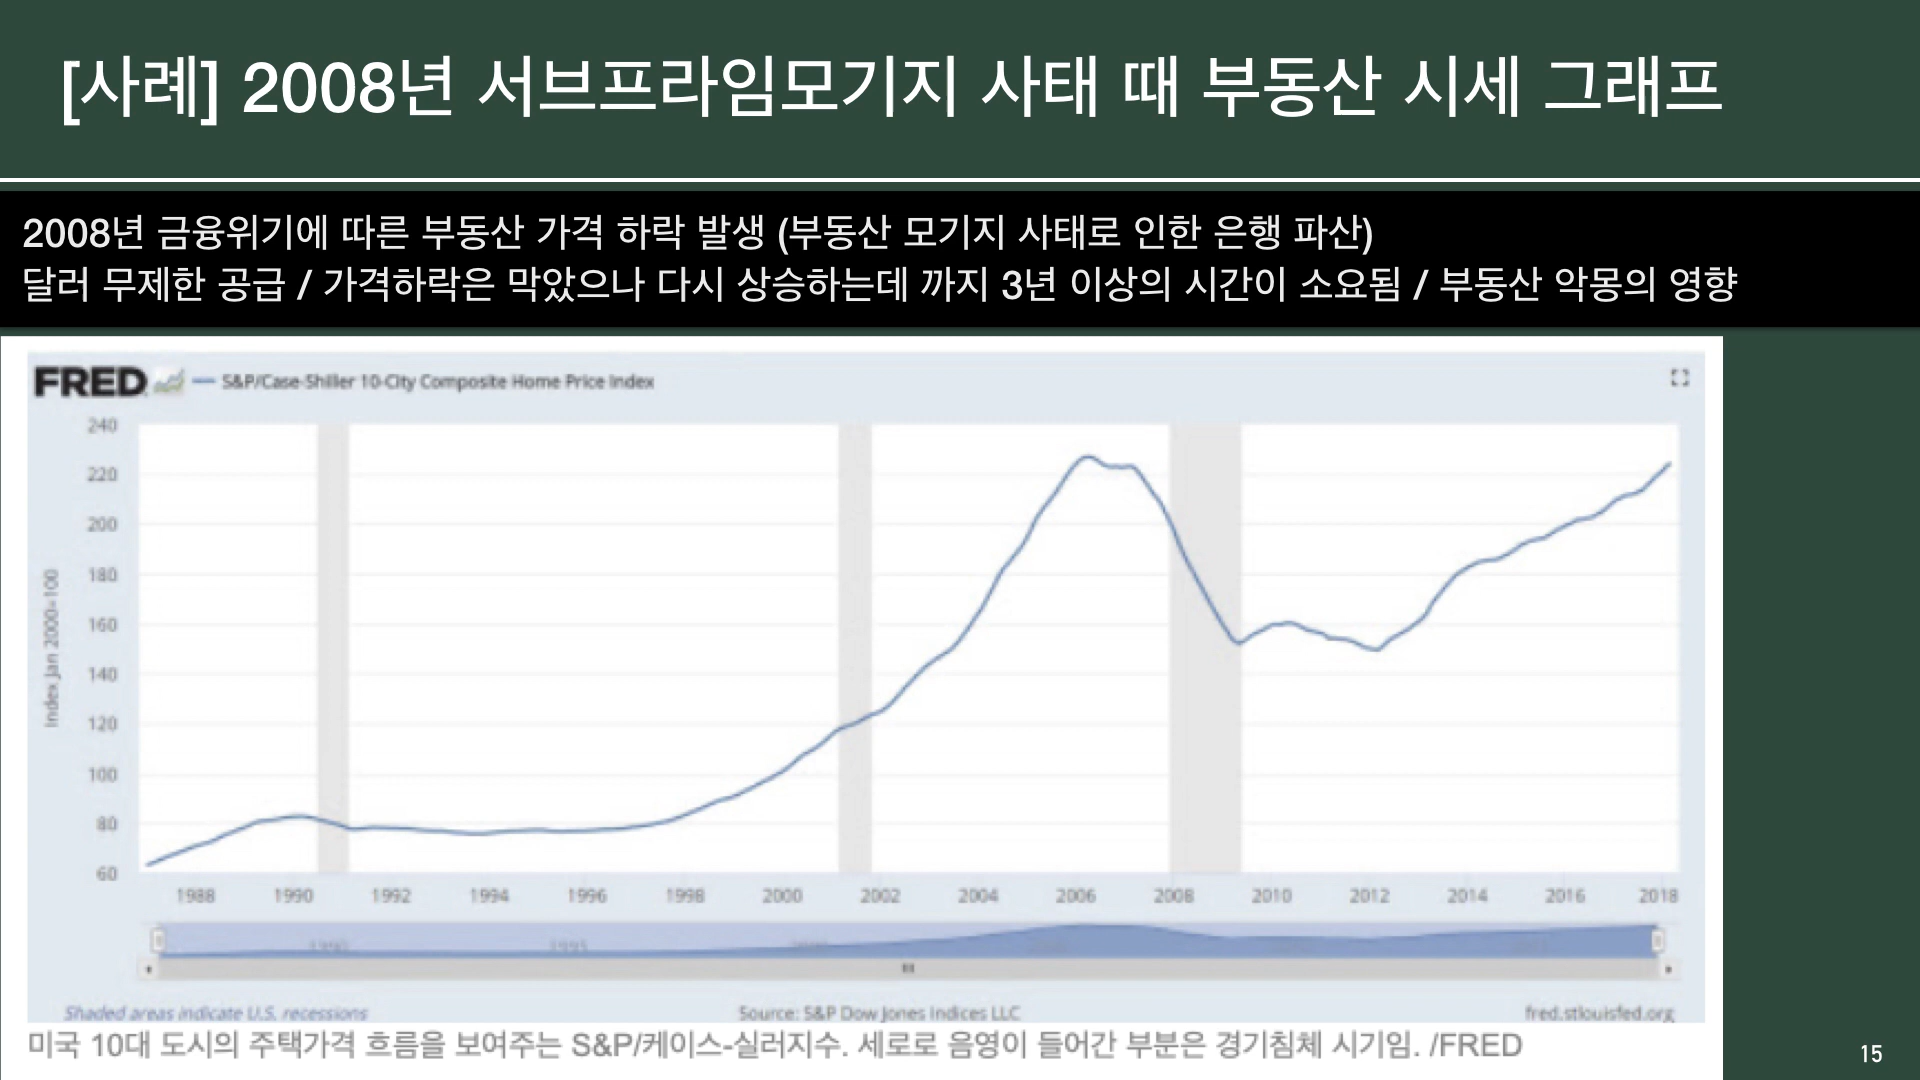 [사례] 2008년 서브프라임모기지 사태 때 부동산 시세 그래프
2008년 금융위기에 따른 부동산 가격 하락 발생 (부동산 모기지 사태로 인한 은행 파산)
달러 무제한 공급 / 가격하락은 막았으나 다시 상승하는데 까지 3년 이상의 시간이 소요됨 / 부동산 악몽의 영향
FRED S&P/Case-Shiller 10-City Composite Home Price Index
240
220
200
180
160
140
120
100
80
60
Index Jan 2000=100
1988 1990 1992 1994 1996 1998 2000 2002 2004 2006 2008 2010 2012 2014 2016 2018
1990 1995
Shaded areas indicate U.S. recessions Source: S&P Dow Jones Indices LLC fred.stlouisfed.org
미국 10대 도시의 주택가격 흐름을 보여주는 S&P/케이스-실러지수. 세로로 음영이 들어간 부분은 경기침체 시기임. /FRED
15